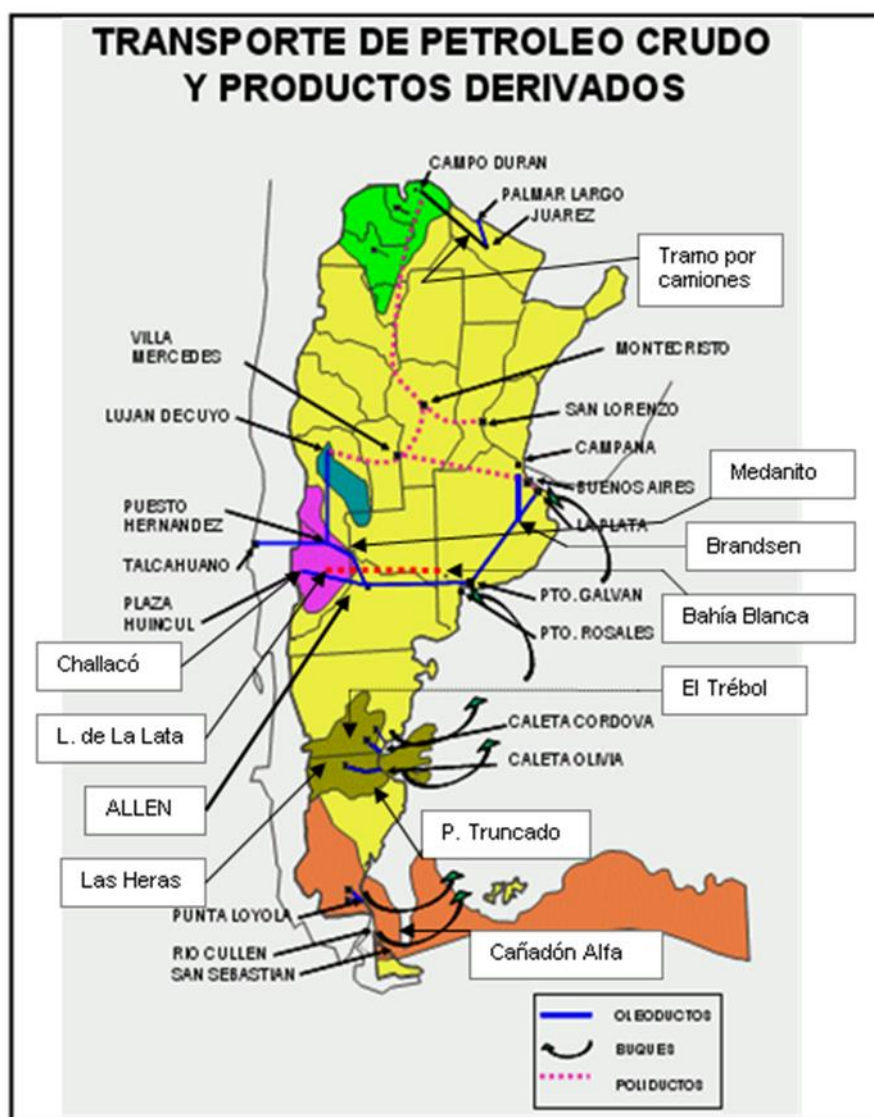 TRANSPORTE DE PETROLEO CRUDO
Y PRODUCTOS DERIVADOS
CAMPO DURAN
PALMAR LARGO
JUAREZ
Tramo por
camiones
VILLA
MERCEDES
MONTECRISTO
LUJAN DECUYO
SAN LORENZO
CAMPANA
Medanito
BUENOS AIRES
PUESTO
HERNANDEZ
LA PLATA
Brandsen
TALCAHUANO
PLAZA
HUINCUL
PTO. GALVAN
Bahía Blanca
PTO. ROSALES
Challacó
El Trébol
L. de La Lata
CALETA CORDOVA
CALETA OLIVIA
ALLEN
P. Truncado
Las Heras
PUNTA LOYOLA
Cañadón Alfa
RIO CULLEN
SAN SEBASTIAN
OLEODUCTOS
BUQUES
POLIDUCTOS